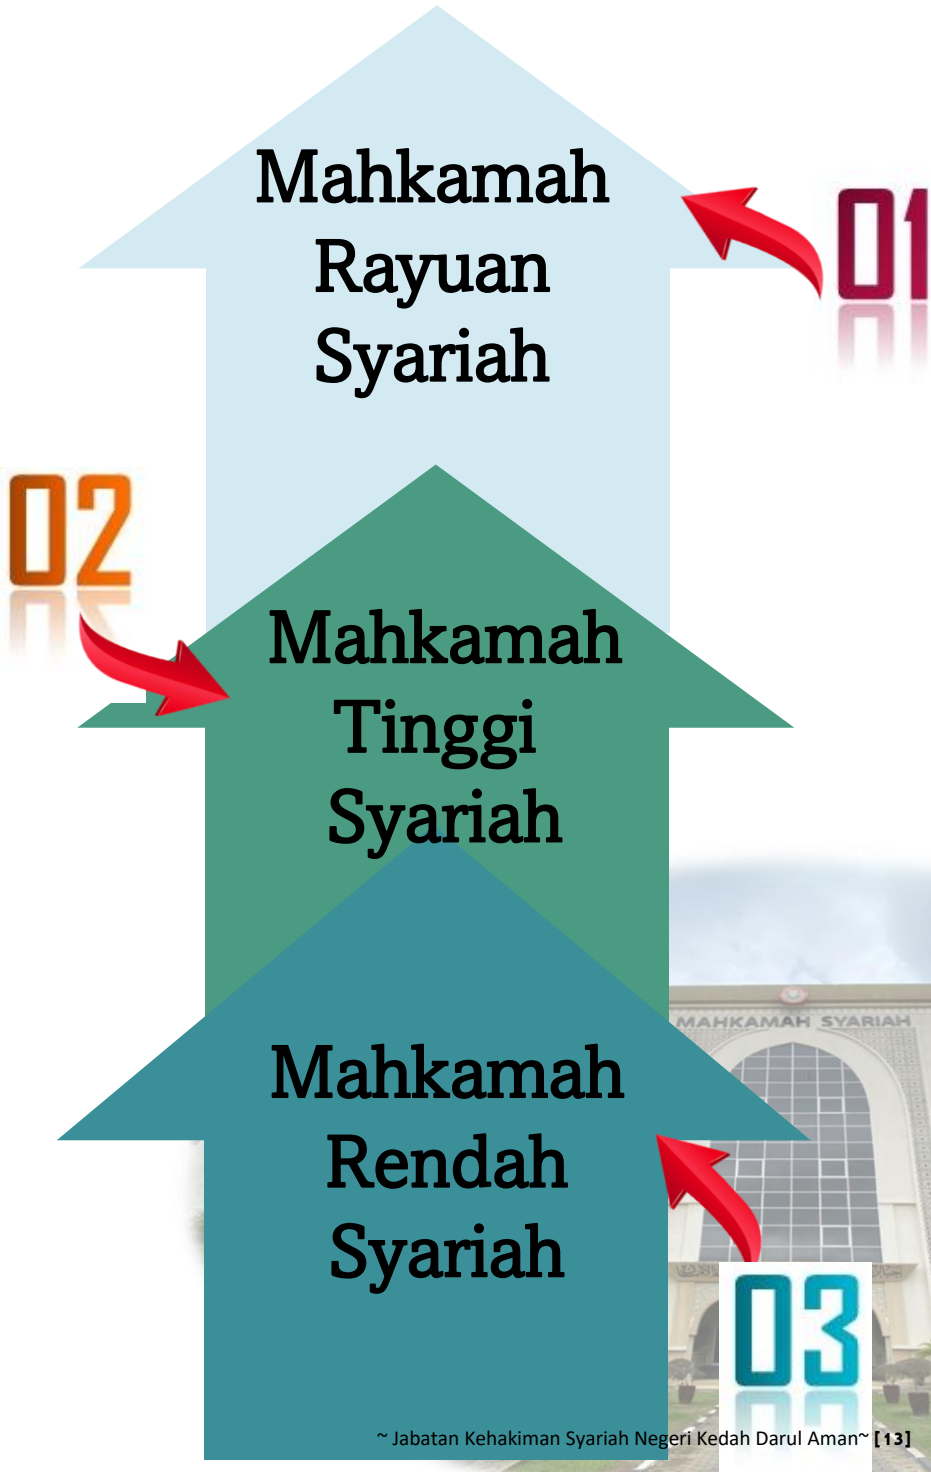 Mahkamah
Rayuan
Syariah
01
02
Mahkamah
Tinggi
Syariah
MAHKAMAH SYARIAH
Mahkamah
Rendah
Syariah
03
~ Jabatan Kehakiman Syariah Negeri Kedah Darul Aman~ [13]